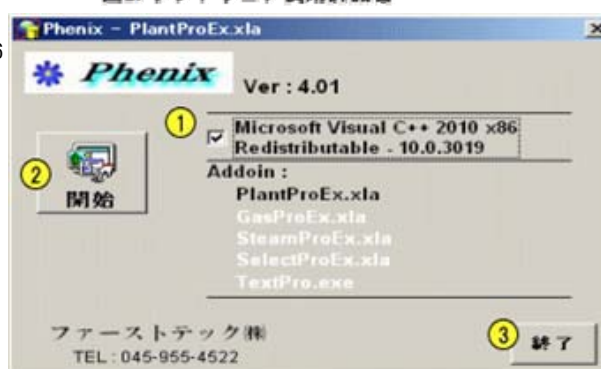 Phenix - PlantProEx.xla
6
Phenix
Ver : 4.01
1
Microsoft Visual C++ 2010 x86
Redistributable - 10.0.3019
2
開始
Addoin :
PlantProEx.xla
GasProEx.xla
SteamProEx.xla
SelectProEx.xla
TextPro.exe
ファーストテック㈱
TEL : 045-955-4522
3
終了